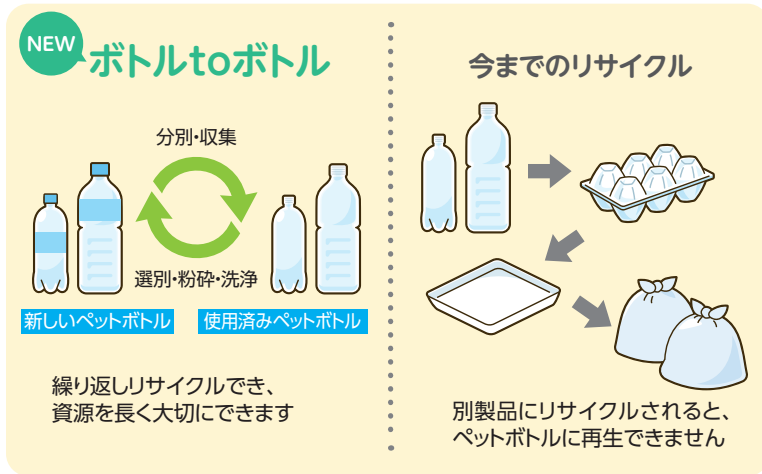 NEW
ボトルtoボトル
分別・収集
選別・粉砕・洗浄
新しいペットボトル
使用済みペットボトル
繰り返しリサイクルでき、
資源を長く大切にできます
今までのリサイクル
別製品にリサイクルされると、
ペットボトルに再生できません